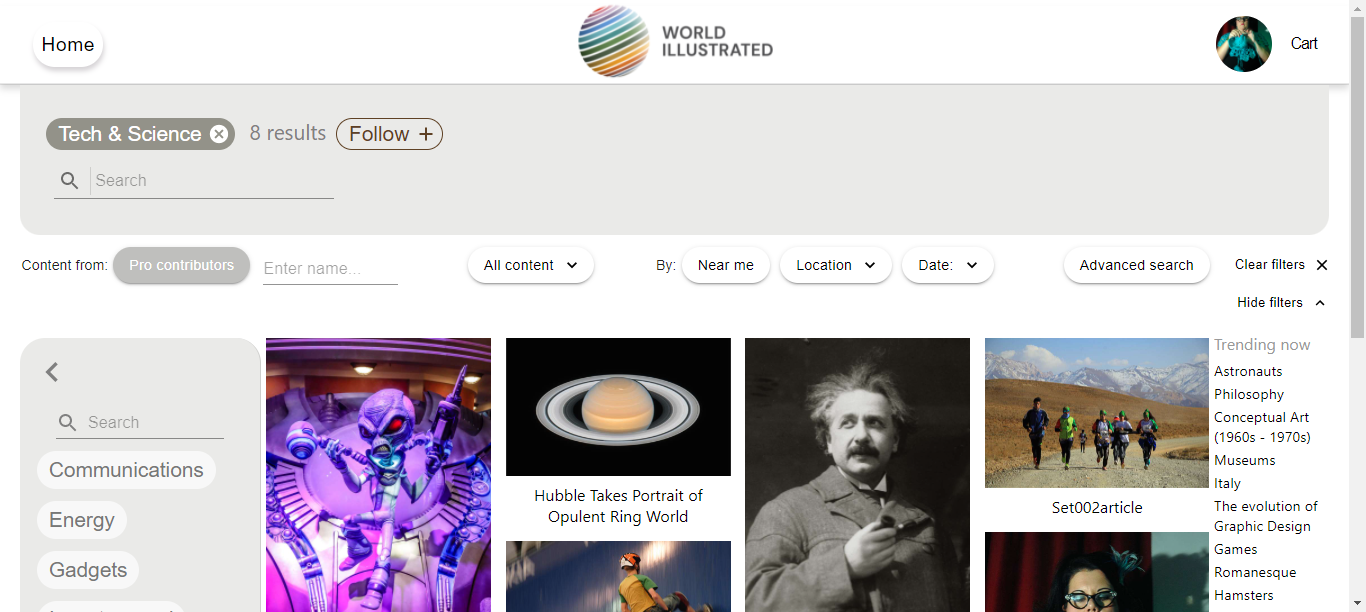 Home
WORLD
ILLUSTRATED
Cart
Tech & Science
8 results
Follow +
Search
Content from:
Pro contributors
Enter name...
All content
By:
Near me
Location
Date:
Advanced search
Clear filters
Hide filters
Search
Communications
Energy
Gadgets
Hubble Takes Portrait of
Opulent Ring World
Set002article
Trending now
Astronauts
Philosophy
Conceptual Art
(1960s - 1970s)
Museums
Italy
The evolution of
Graphic Design
Games
Romanesque
Hamsters